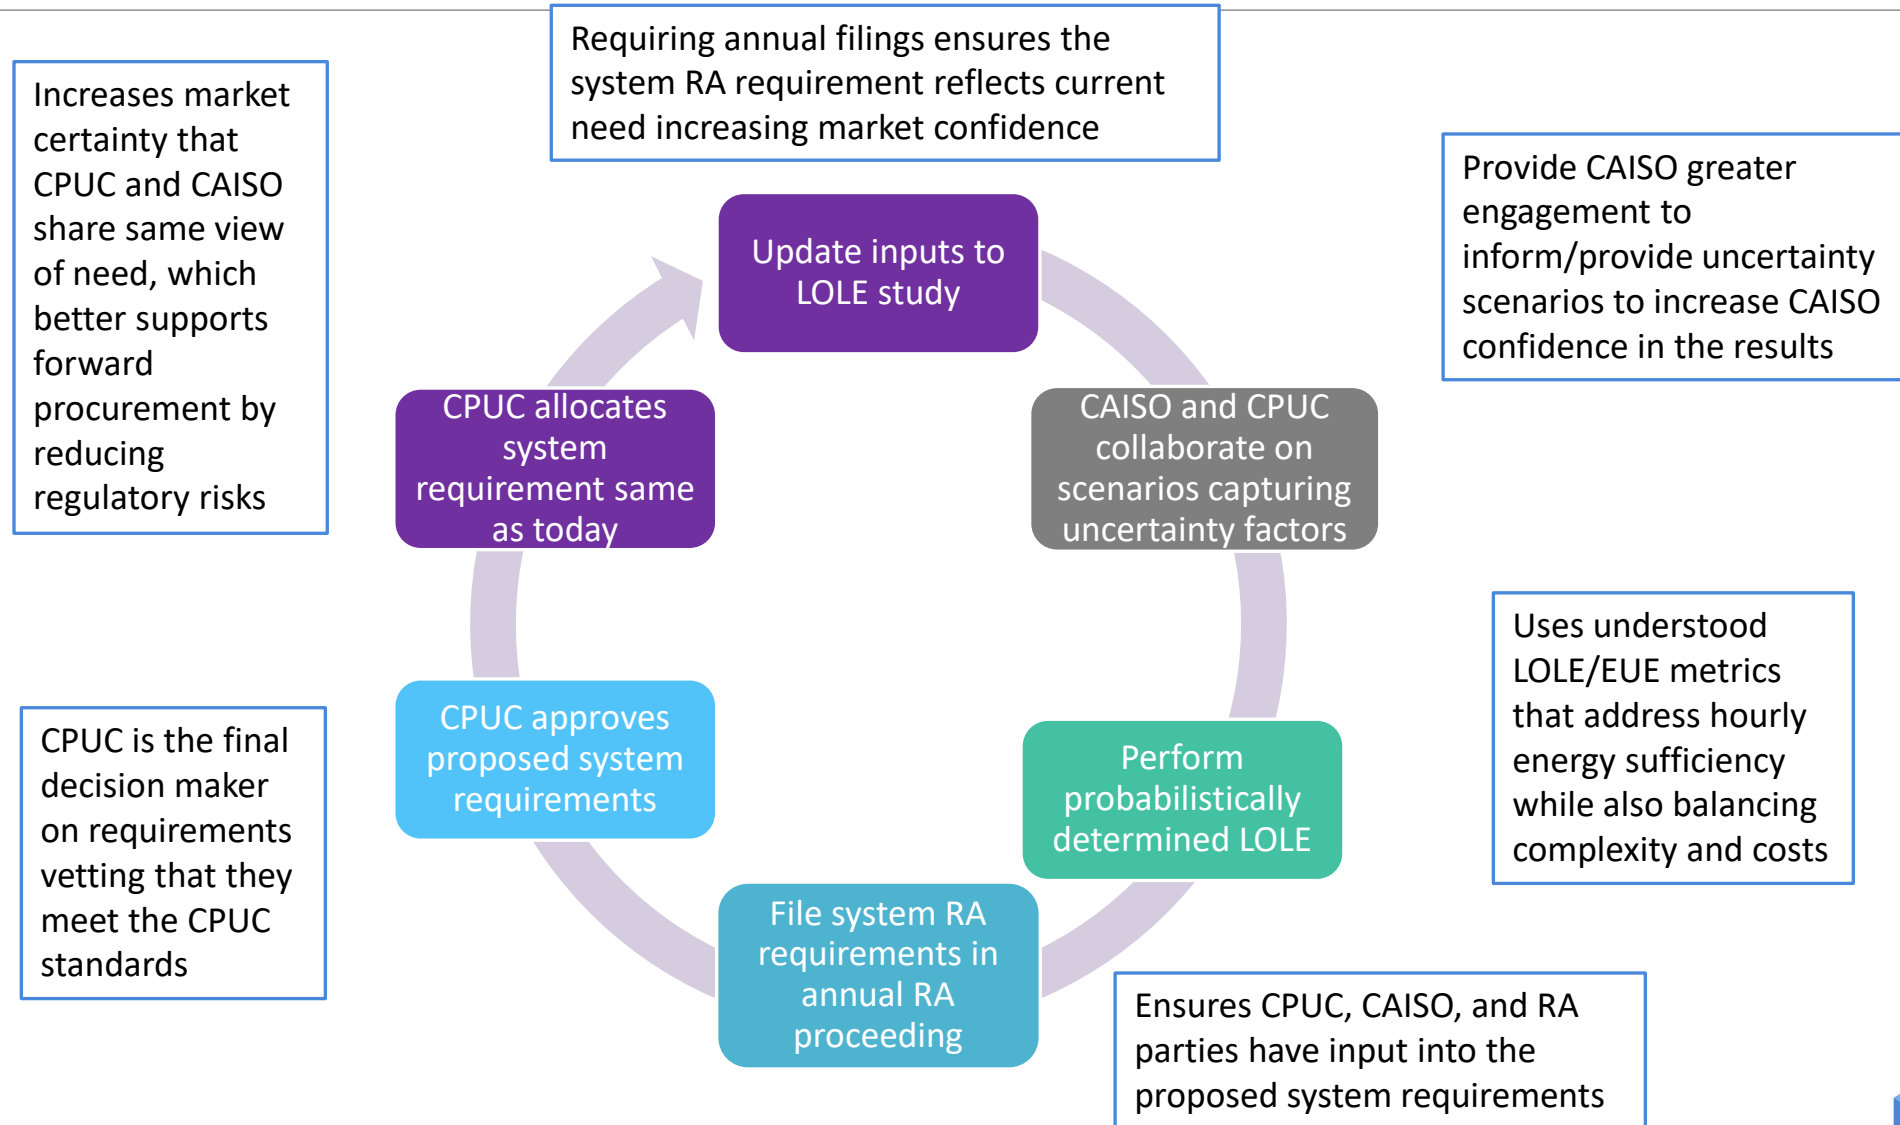 Requiring annual filings ensures the
system RA requirement reflects current
need increasing market confidence
Increases market
certainty that
CPUC and CAISO
share same view
of need, which
better supports
forward
procurement by
reducing
regulatory risks
Provide CAISO greater
engagement to
inform/provide uncertainty
scenarios to increase CAISO
confidence in the results
Update inputs to
LOLE study
CPUC allocates
system
requirement same
as today
CAISO and CPUC
collaborate on
scenarios capturing
uncertainty factors
Uses understood
LOLE/EUE metrics
that address hourly
energy sufficiency
while also balancing
complexity and costs
CPUC approves
proposed system
requirements
CPUC is the final
decision maker
on requirements
vetting that they
meet the CPUC
standards
Perform
probabilistically
determined LOLE
File system RA
requirements in
annual RA
proceeding
Ensures CPUC, CAISO, and RA
parties have input into the
proposed system requirements